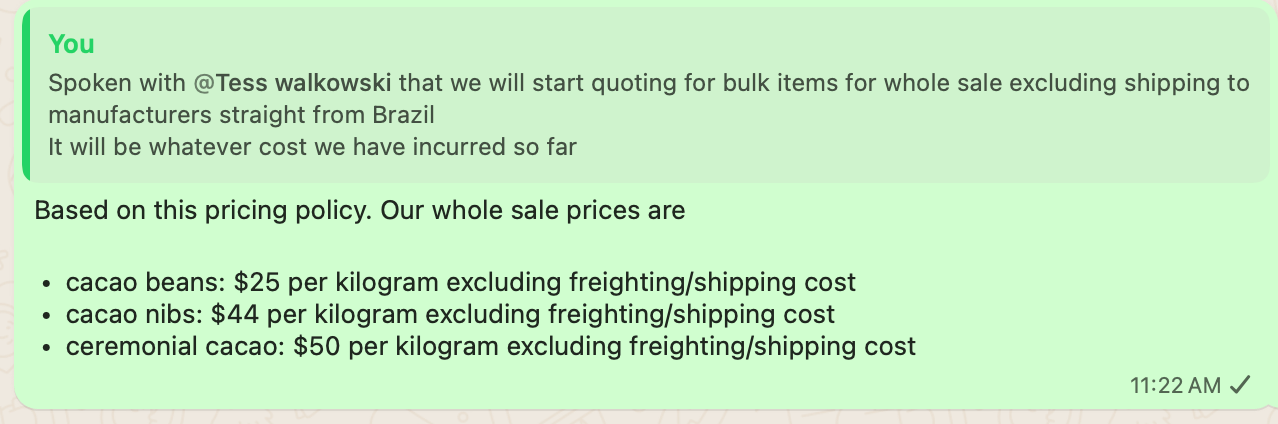 You
Spoken with @Tess walkowski that we will start quoting for bulk items for whole sale excluding shipping to
manufacturers straight from Brazil
It will be whatever cost we have incurred so far
Based on this pricing policy. Our whole sale prices are
• cacao beans: $25 per kilogram excluding freighting/shipping cost
• cacao nibs: $44 per kilogram excluding freighting/shipping cost
• ceremonial cacao: $50 per kilogram excluding freighting/shipping cost
11:22 AM